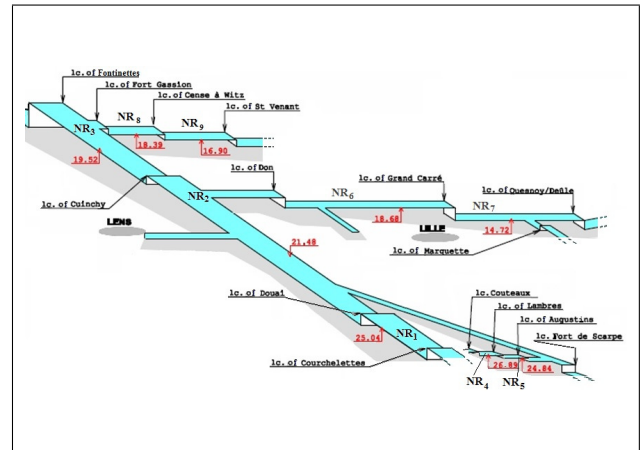 lc. of Fontinettes
lc. of Fort Gassion
lc. of Cense à Witz
lc. of St Venant
NR8
NR9
NR3
18.39
16.90
19.52
lc. of Don
lc. of Grand Carré
lc. of Quesnoy/Deûle
NR6
NR2
NR7
lc. of Cuinchy
18.68
14.72
LENS
LILLE
21.48
lc. of Marquette
lc. of Douai
lc. Couteaux
lc. of Lambres
lc. of Augustins
lc. Fort de Scarpe
NR1
25.04
lc. of Courchelettes
26.89
24.84
NR4
NR5